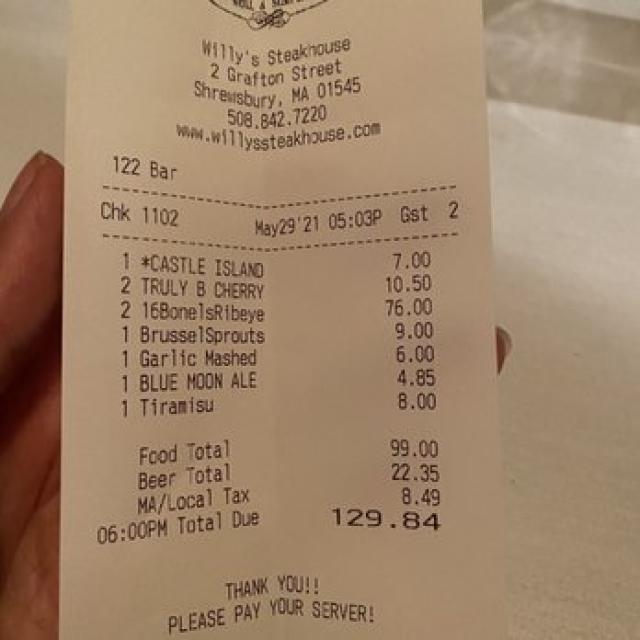 Willy's Steakhouse
2 Grafton Street
Shrewsbury, MA 01545
508.842.7220
www.willyssteakhouse.com
122 Bar
Chk 1102 May29'21 05:03P Gst 2
1 *CASTLE ISLAND 7.00
2 TRULY B CHERRY 10.50
2 16BonelsRibeye 76.00
1 BrusselSprouts 9.00
1 Garlic Mashed 6.00
1 BLUE MOON ALE 4.85
1 Tiramisu 8.00
Food Total 99.00
Beer Total 22.35
MA/Local Tax 8.49
06:00PM Total Due 129.84
THANK YOU!!
PLEASE PAY YOUR SERVER!